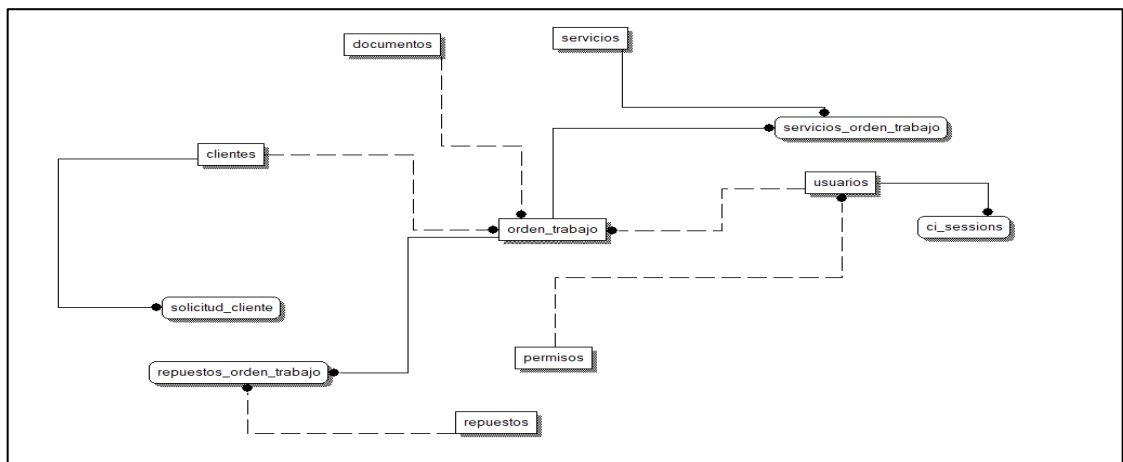 servicios
documentos
servicios_orden_trabajo
clientes
usuarios
orden_trabajo
ci_sessions
solicitud_cliente
permisos
repuestos_orden_trabajo
repuestos